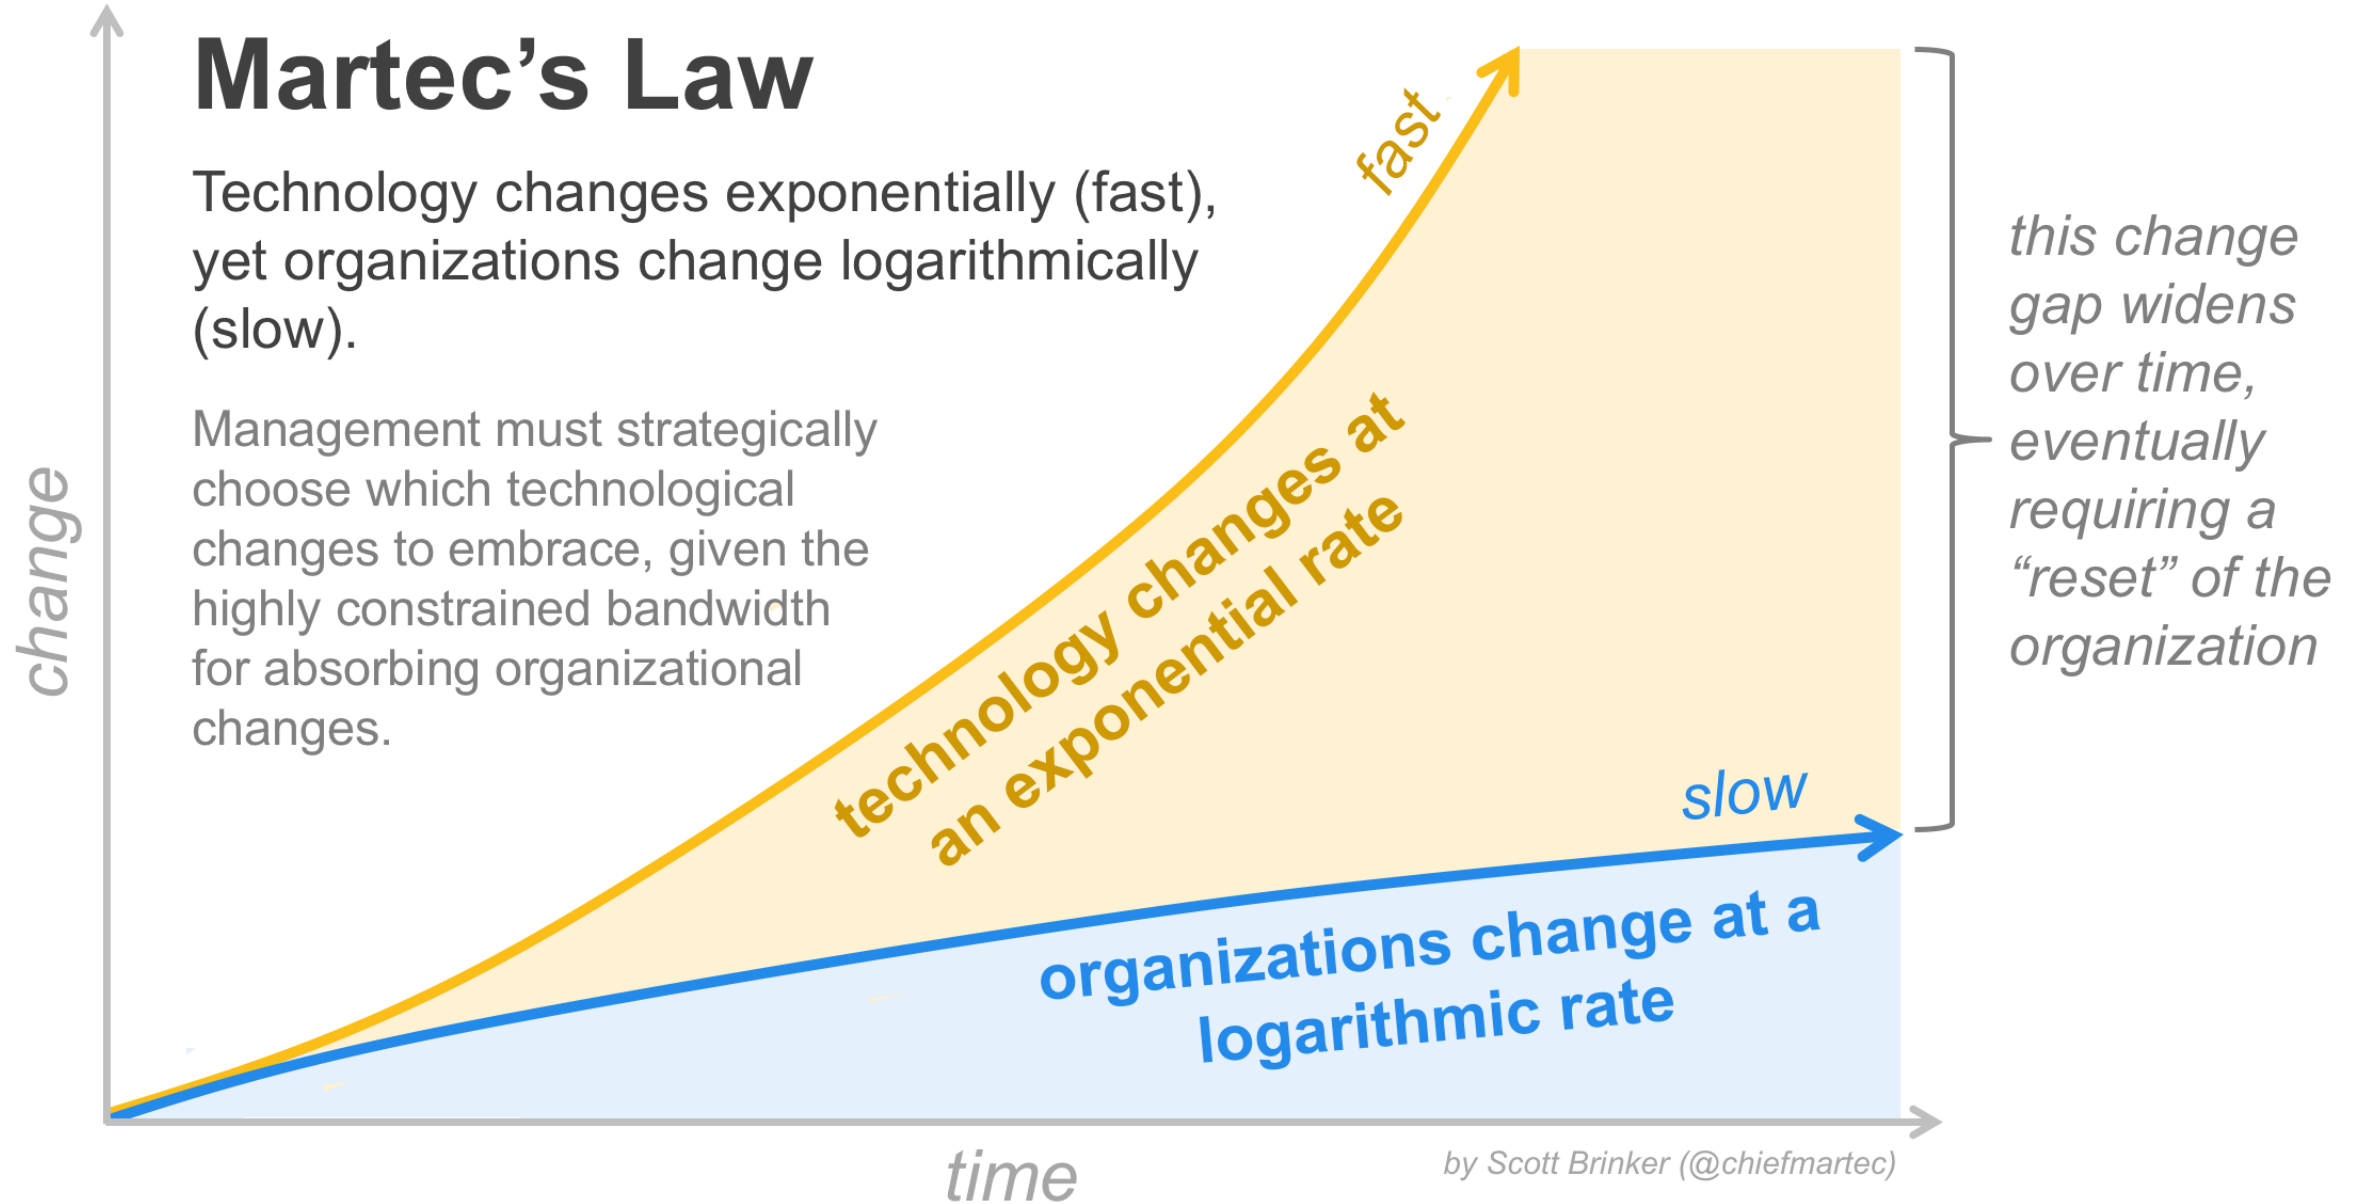 Martec’s Law
Technology changes exponentially (fast),
yet organizations change logarithmically
(slow).
Management must strategically
choose which technological
changes to embrace, given the
highly constrained bandwidth
for absorbing organizational
changes.
change
fast
technology changes at
an exponential rate
slow
organizations change at a
logarithmic rate
this change
gap widens
over time,
eventually
requiring a
“reset” of the
organization
time
by Scott Brinker (@chiefmartec)